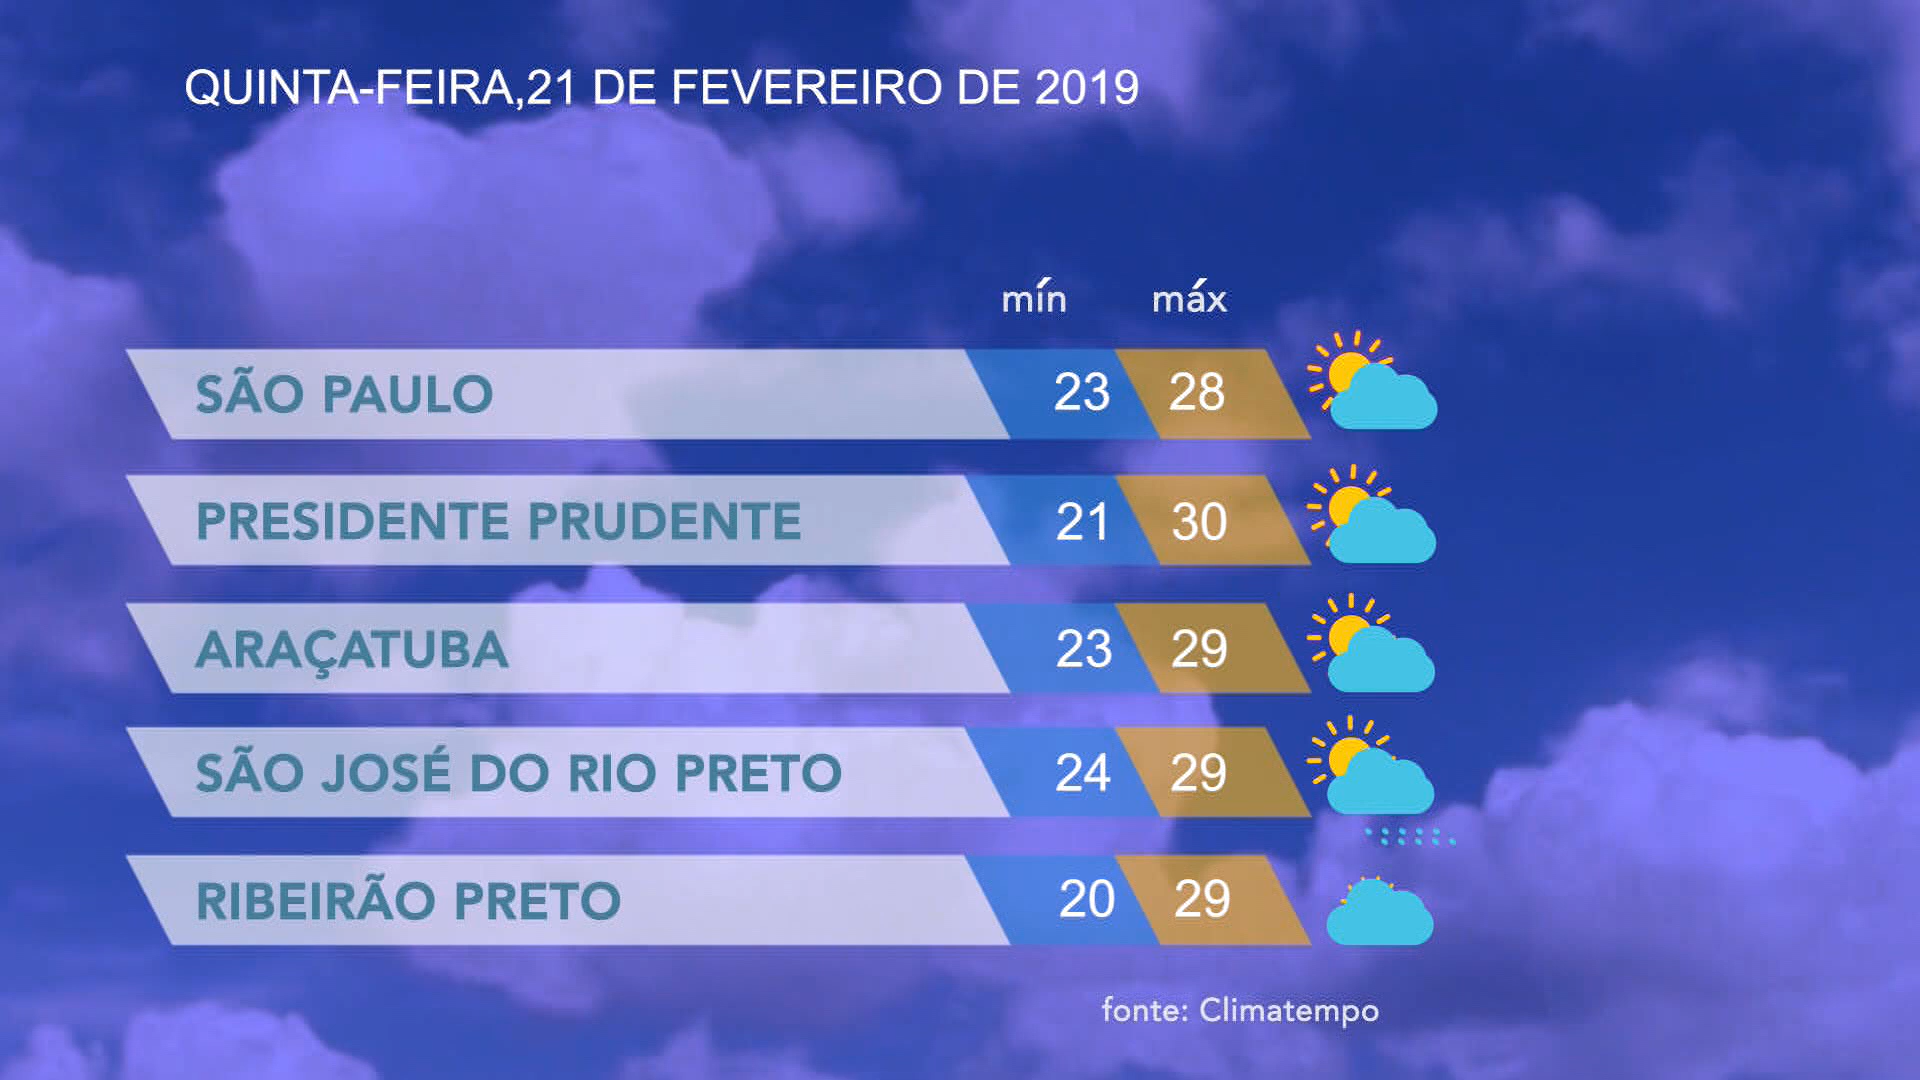 QUINTA-FEIRA,21 DE FEVEREIRO DE 2019
mín máx
SÃO PAULO 23 28
PRESIDENTE PRUDENTE 21 30
ARAÇATUBA 23 29
SÃO JOSÉ DO RIO PRETO 24 29
RIBEIRÃO PRETO 20 29
fonte: Climatempo